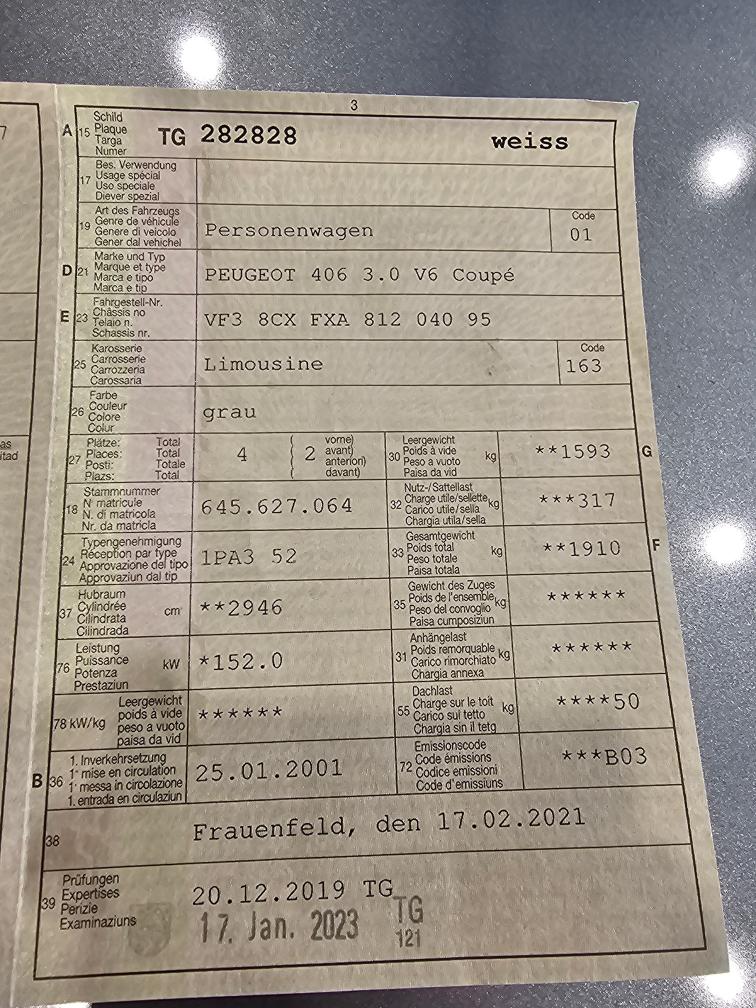 3
7
A 15 Schild
Plaque
Targa
Numer
TG 282828 weiss
17 Bes. Verwendung
Usage spécial
Uso speciale
Diever spezial
19 Art des Fahrzeugs
Genre de véhicule
Genere di veicolo
Gener dal vehichel
Personenwagen
Code
01
D 21 Marke und Typ
Marque et type
Marca e tipo
Marca e tip
PEUGEOT 406 3.0 V6 Coupé
E 23 Fahrgestell-Nr.
Châssis no
Telaio n.
Schassis nr.
VF3 8CX FXA 812 040 95
25 Karosserie
Carrosserie
Carrozzeria
Carossaria
Limousine
Code
163
26 Farbe
Couleur
Colore
Colur
grau
27 Plätze: Total
Places: Total
Posti: Totale
Plazs: Total
4 ( 2 vorne)
avant)
anterion)
davant)
30 Leergewicht
Poids à vide
Peso a vuoto
Paisa da vid
kg
**1593
G
as
itad
18 Stammnummer
N matricule
N. di matricola
Nr. da matricla
645.627.064
32 Nutz-/Sattellast
Charge utile/sellette
Carico utile/sella
Chargia utila/sella
kg
***317
24 Typengenehmigung
Réception par type
Approvazione del tipo
Approvaziun dal tip
1PA3 52
33 Gesamtgewicht
Poids total
Peso totale
Paisa totala
kg
**1910
F
37 Hubraum
Cylindrée
Cilindrata
Cilindrada
cm³
**2946
35 Gewicht des Zuges
Poids de l'ensemble
Peso del convoglio
Paisa cumposiziun
kg
******
76 Leistung
Puissance
Potenza
Prestaziun
kW
*152.0
31 Anhängelast
Poids remorquable
Carico rimorchiato
Chargia annexa
kg
******
78 kW/kg Leergewicht
poids à vide
peso a vuoto
paisa da vid
******
55 Dachlast
Charge sur le toit
Carico sul tetto
Chargia sin il tetg
kg
****50
B 36 1. Inverkehrsetzung
1ᵉ mise en circulation
1ᵃ messa in circolazione
1. entrada en circulaziun
25.01.2001
72 Emissionscode
Code émissions
Codice emissioni
Code d'emissiuns
***B03
38 Frauenfeld, den 17.02.2021
39 Prüfungen
Expertises
Perizie
Examinaziuns
20.12.2019 TG
17. Jan. 2023 TG
121